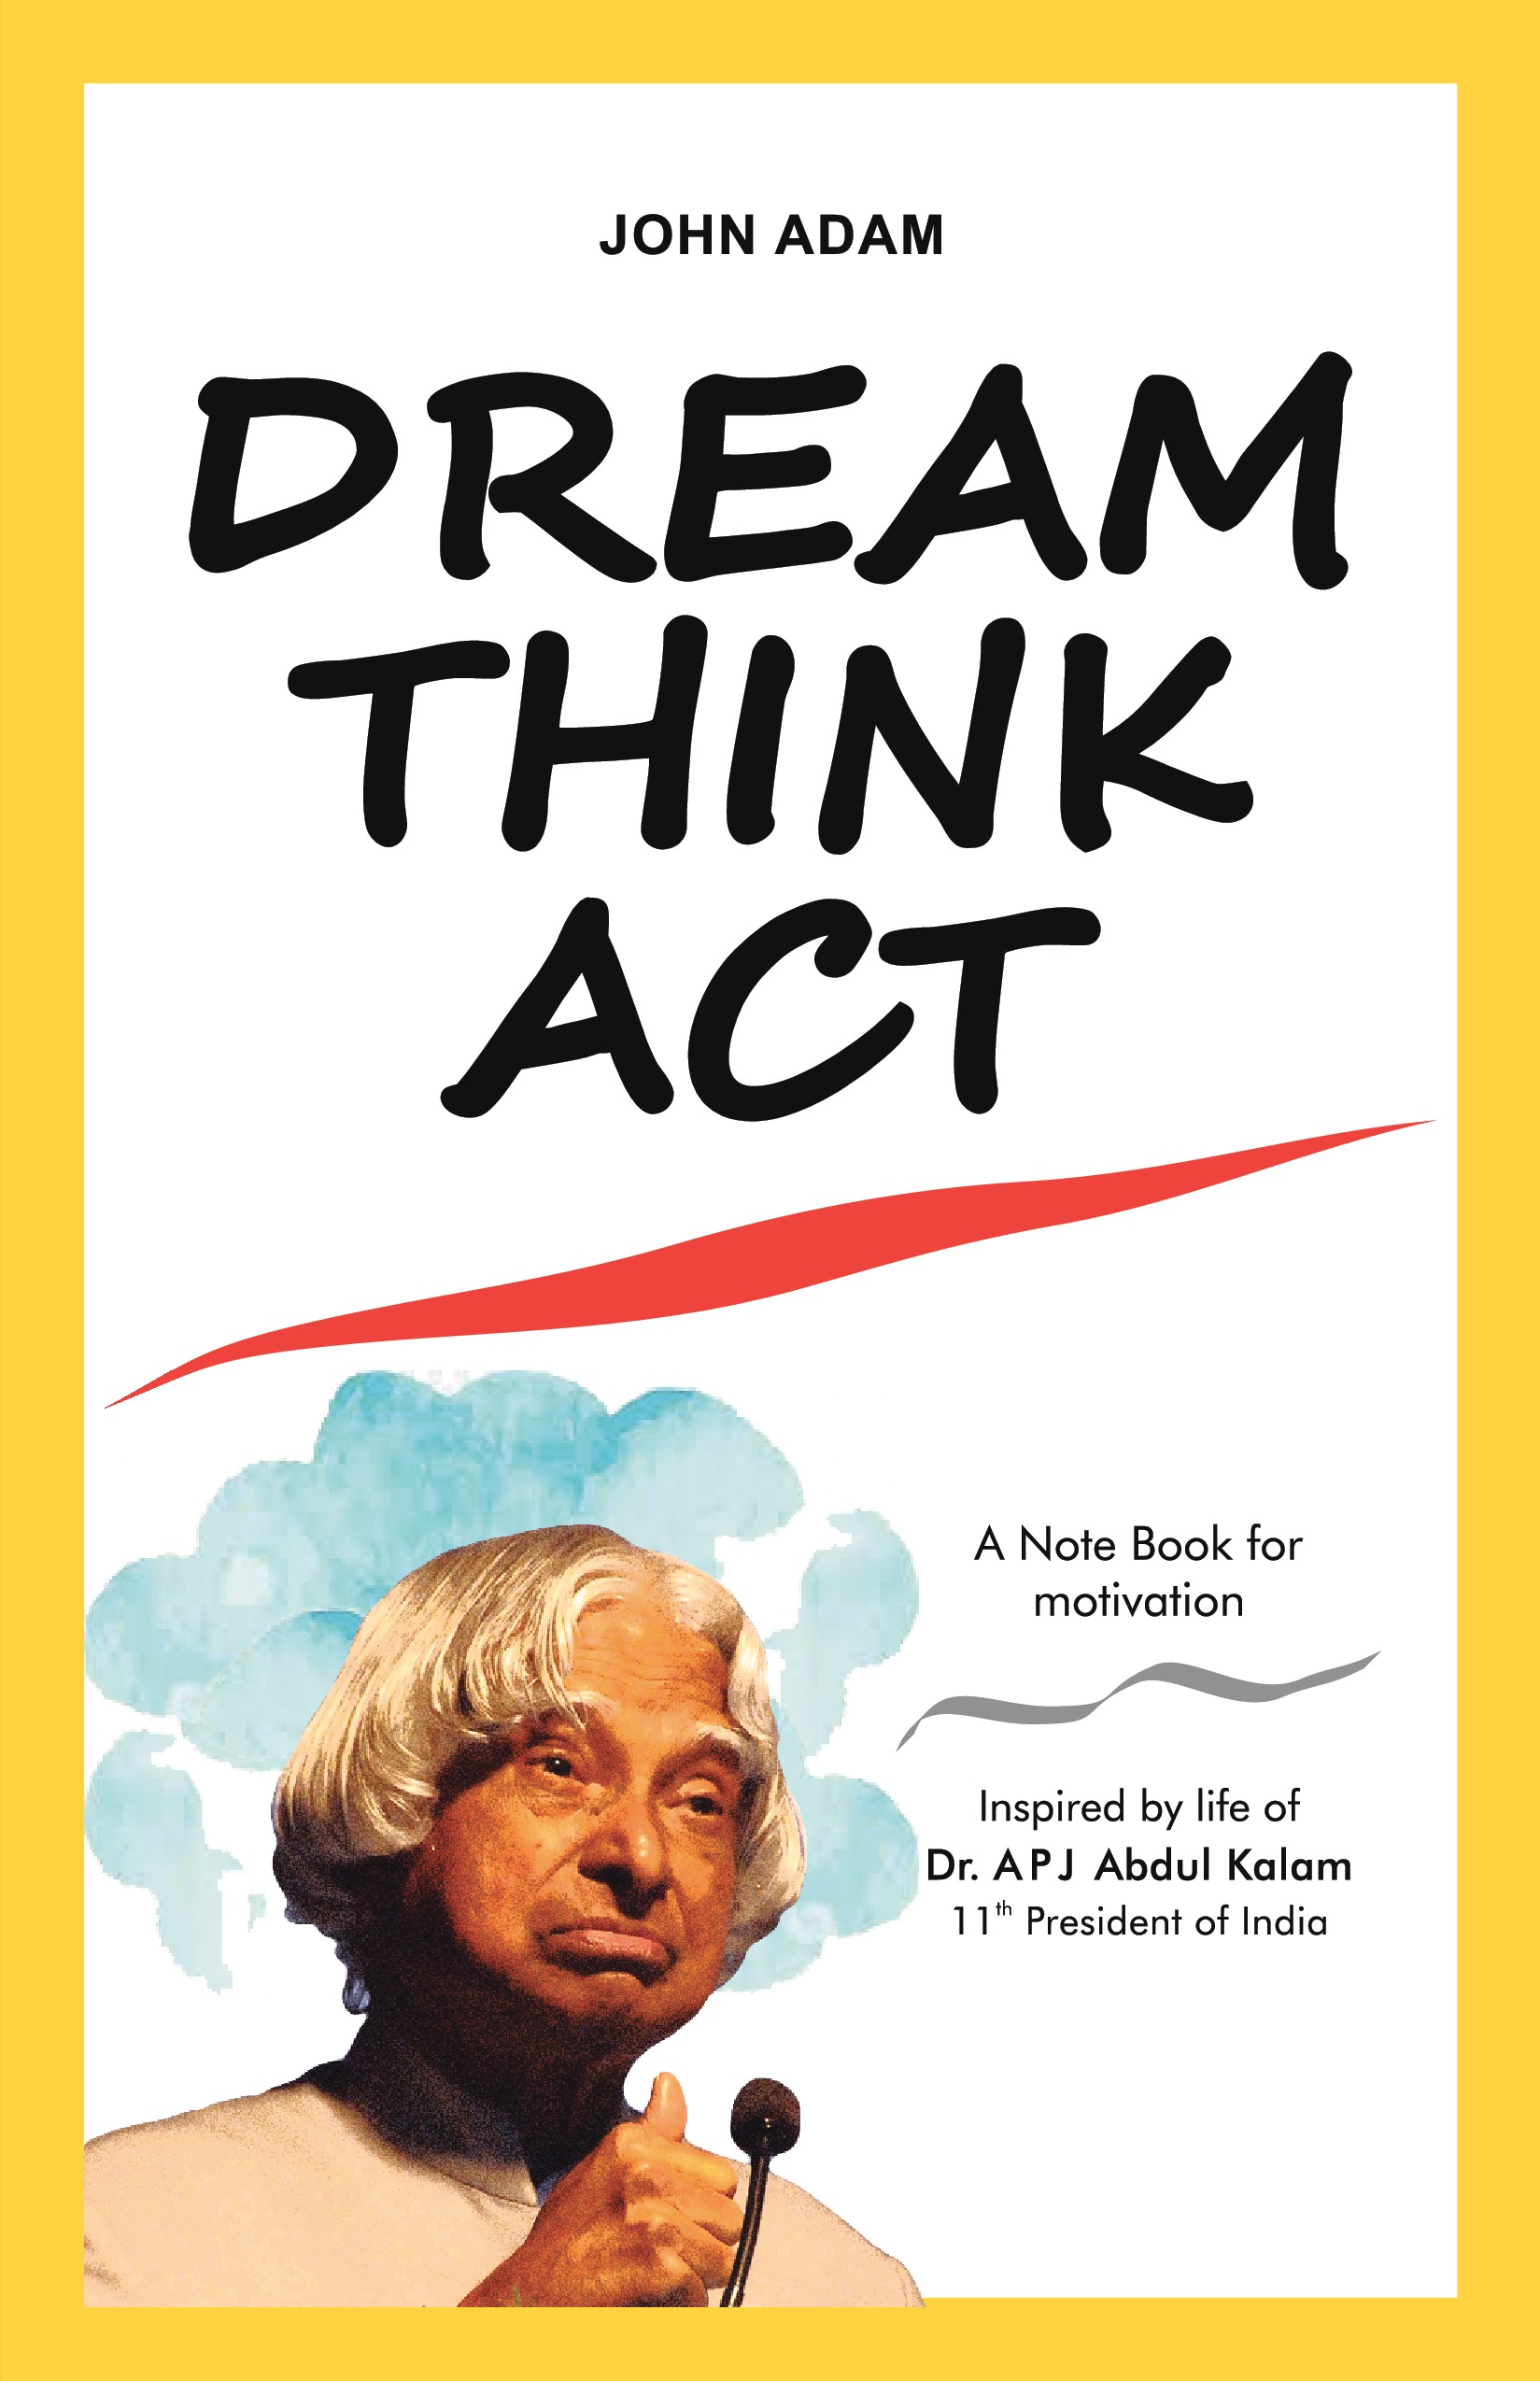 JOHN ADAM
DREAM
THINK
ACT
A Note Book for
motivation
Inspired by life of
Dr. A P J Abdul Kalam
11th President of India